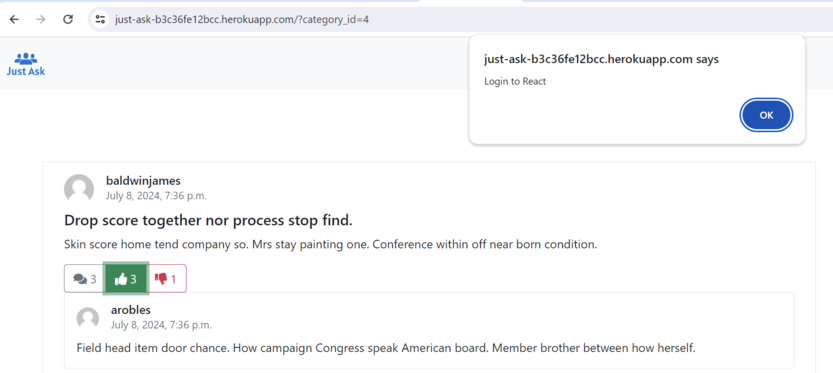 just-ask-b3c36fe12bcc.herokuapp.com/?category_id=4
Just Ask
just-ask-b3c36fe12bcc.herokuapp.com says
Login to React
OK
baldwinjames
July 8, 2024, 7:36 p.m.
Drop score together nor process stop find.
Skin score home tend company so. Mrs stay painting one. Conference within off near born condition.
3 3 1
arobles
July 8, 2024, 7:36 p.m.
Field head item door chance. How campaign Congress speak American board. Member brother between how herself.